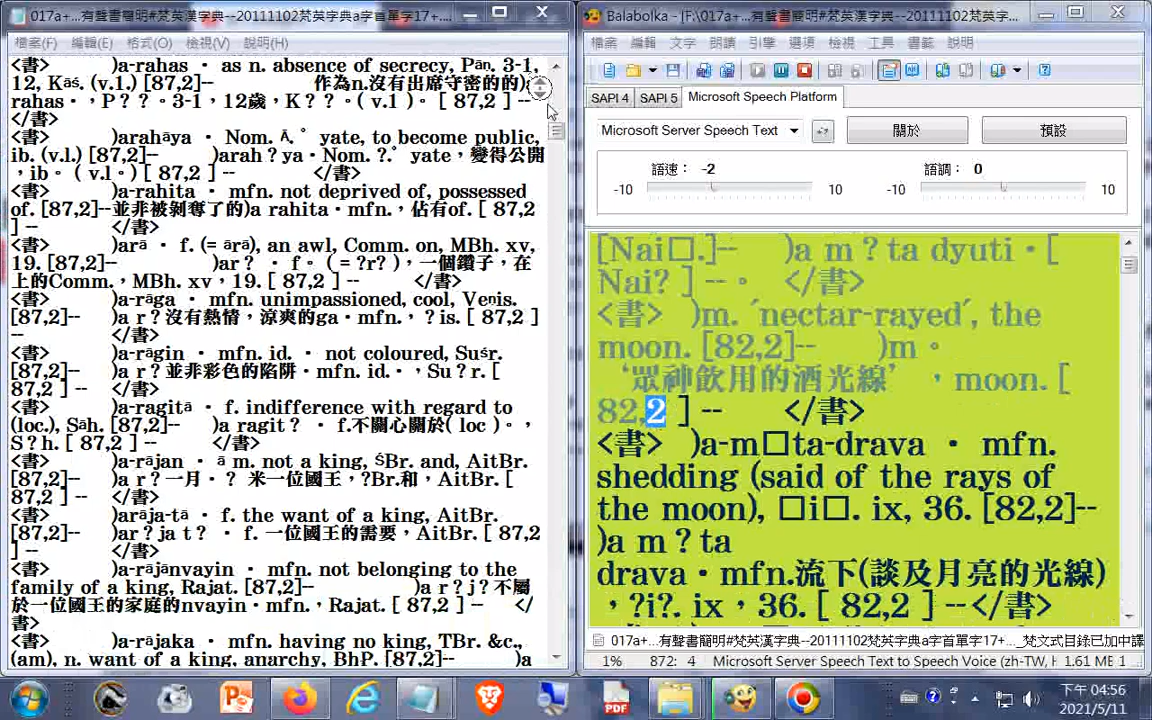 017a+...有聲書簡明#梵英漢字典--20111102梵英字典a字首單字17+...
檔案(F) 編輯(E) 格式(O) 檢視(V) 說明(H)
<書> )a-rahas · as n. absence of secrecy, Pān. 3-1,
12, Kāś. (v.1.) [87,2]-- 作為n.沒有出席守密的的)a
rahas·，P？？。3-1，12歲，K？？。( v.1 )。 [ 87,2 ] --
</書>
<書> )arahāya · Nom. Ā. ˚ yate, to become public,
ib. (v.l.) [87,2]-- )arah？ya·Nom. ?.˚ yate，變得公開
，ib。 ( v.l。) [ 87,2 ] -- </書>
<書> )a-rahita · mfn. not deprived of, possessed
of. [87,2]--並非被剝奪了的)a rahita·mfn.，佔有of. [ 87,2
] -- </書>
<書> )arā · f. (= ārā), an awl, Comm. on, MBh. xv,
19. [87,2]-- )ar？ · f。 ( = ?r? )，一個鑽子，在
上的Comm.，MBh. xv，19. [ 87,2 ] -- </書>
<書> )a-rāga · mfn. unimpassioned, cool, Veṇis.
[87,2]-- )a r？沒有熱情，涼爽的ga·mfn.，？is. [ 87,2 ]
-- </書>
<書> )a-rāgin · mfn. id. · not coloured, Suśr.
[87,2]-- )a r？並非彩色的陷阱·mfn. id.·，Su？r. [
87,2 ] -- </書>
<書> )a-ragitā · f. indifference with regard to
(loc.), Sāh. [87,2]-- )a ragit？ · f.不關心關於( loc )。，
S？h. [ 87,2 ] -- </書>
<書> )a-rājan · ā m. not a king, ŚBr. and, AitBr.
[87,2]-- )a r？一月·？ 米一位國王，?Br.和，AitBr. [
87,2 ] -- </書>
<書> )arāja-tā · f. the want of a king, AitBr.
[87,2]-- )ar？ja t？ · f. 一位國王的需要，AitBr. [ 87,2
] -- </書>
<書> )a-rājānvayin · mfn. not belonging to the
family of a king, Rajat. [87,2]-- )a r？j？不屬
於一位國王的家庭的nvayin·mfn.，Rajat. [ 87,2 ] -- </
書>
<書> )a-rājaka · mfn. having no king, TBr. &c.,
(am), n. want of a king, anarchy, BhP. [87,2]-- )a
Balabolka - [F:\017a+...有聲書簡明#梵英漢字典--20111102梵英字...
檔案 編輯 文字 朗讀 引擎 選項 檢視 工具 書籤 說明
SAPI 4 SAPI 5 Microsoft Speech Platform
Microsoft Server Speech Text 關於 預設
語速： -2 語調： 0
-10 10 -10 10
[Nai□.]-- )a m？ta dyuti·[
Nai? ] --。 </書>
<書> )m. ´nectar-rayed´, the
moon. [82,2]-- )m。
‘眾神飲用的酒光線’，moon. [
82,2 ] -- </書>
<書> )a-m□ta-drava · mfn.
shedding (said of the rays of
the moon), □i□. ix, 36. [82,2]--
)a m？ta
drava·mfn.流下(談及月亮的光線)
，?i?. ix，36. [ 82,2 ] --</書>
017a+...有聲書簡明#梵英漢字典--20111102梵英字典a字首單字17+..._梵文式目錄已加中譯
1% 872: 4 Microsoft Server Speech Text to Speech Voice (zh-TW, H 1.61 MB 1
下午 04:56
2021/5/11